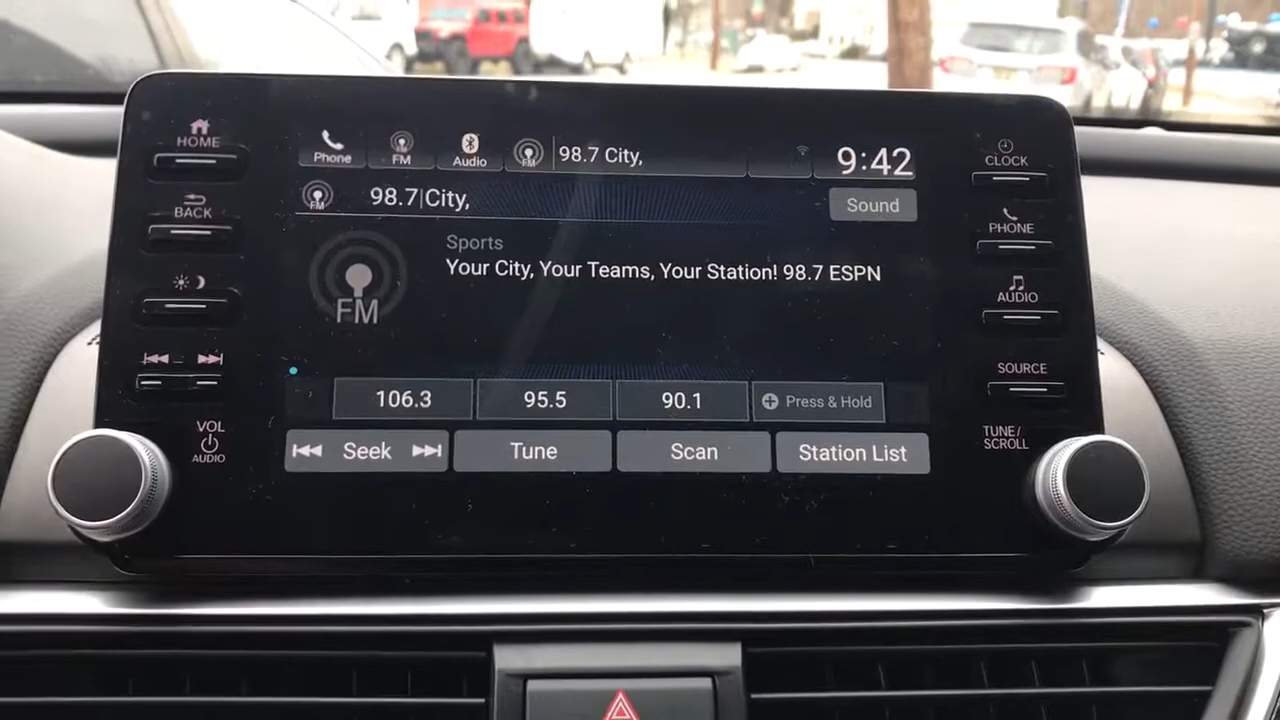 HOME
BACK
VOL
AUDIO
Phone
FM
Audio
FM
98.7 City,
9:42
FM
98.7|City,
Sound
FM
Sports
Your City, Your Teams, Your Station! 98.7 ESPN
106.3
95.5
90.1
Press & Hold
Seek
Tune
Scan
Station List
CLOCK
PHONE
AUDIO
SOURCE
TUNE/
SCROLL